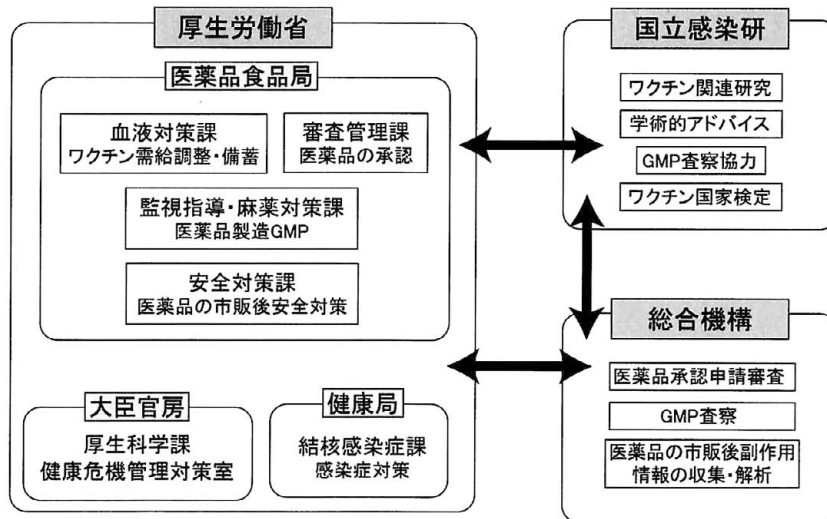 厚生労働省
医薬品食品局
血液対策課
ワクチン需給調整・備蓄
審査管理課
医薬品の承認
監視指導・麻薬対策課
医薬品製造GMP
安全対策課
医薬品の市販後安全対策
大臣官房
厚生科学課
健康危機管理対策室
健康局
結核感染症課
感染症対策
国立感染研
ワクチン関連研究
学術的アドバイス
GMP査察協力
ワクチン国家検定
総合機構
医薬品承認申請審査
GMP査察
医薬品の市販後副作用
情報の収集・解析